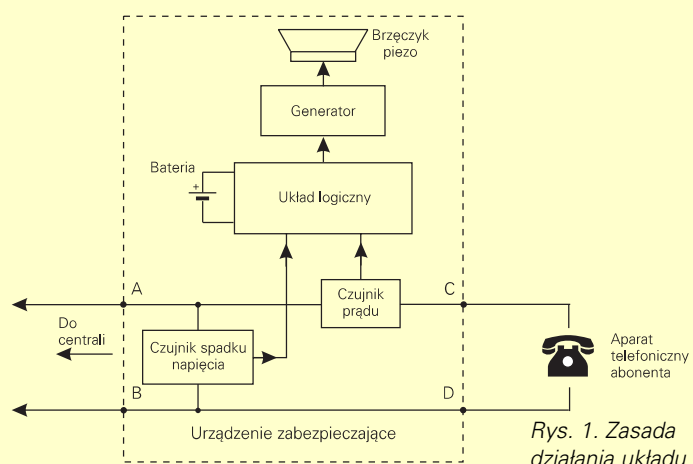 Brzęczyk
piezo
Generator
Bateria
+
Układ logiczny
A
Czujnik
prądu
C
Do
centrali
Czujnik spadku
napięcia
Aparat
telefoniczny
abonenta
B
D
Urządzenie zabezpieczające
Rys. 1. Zasada
działania układu